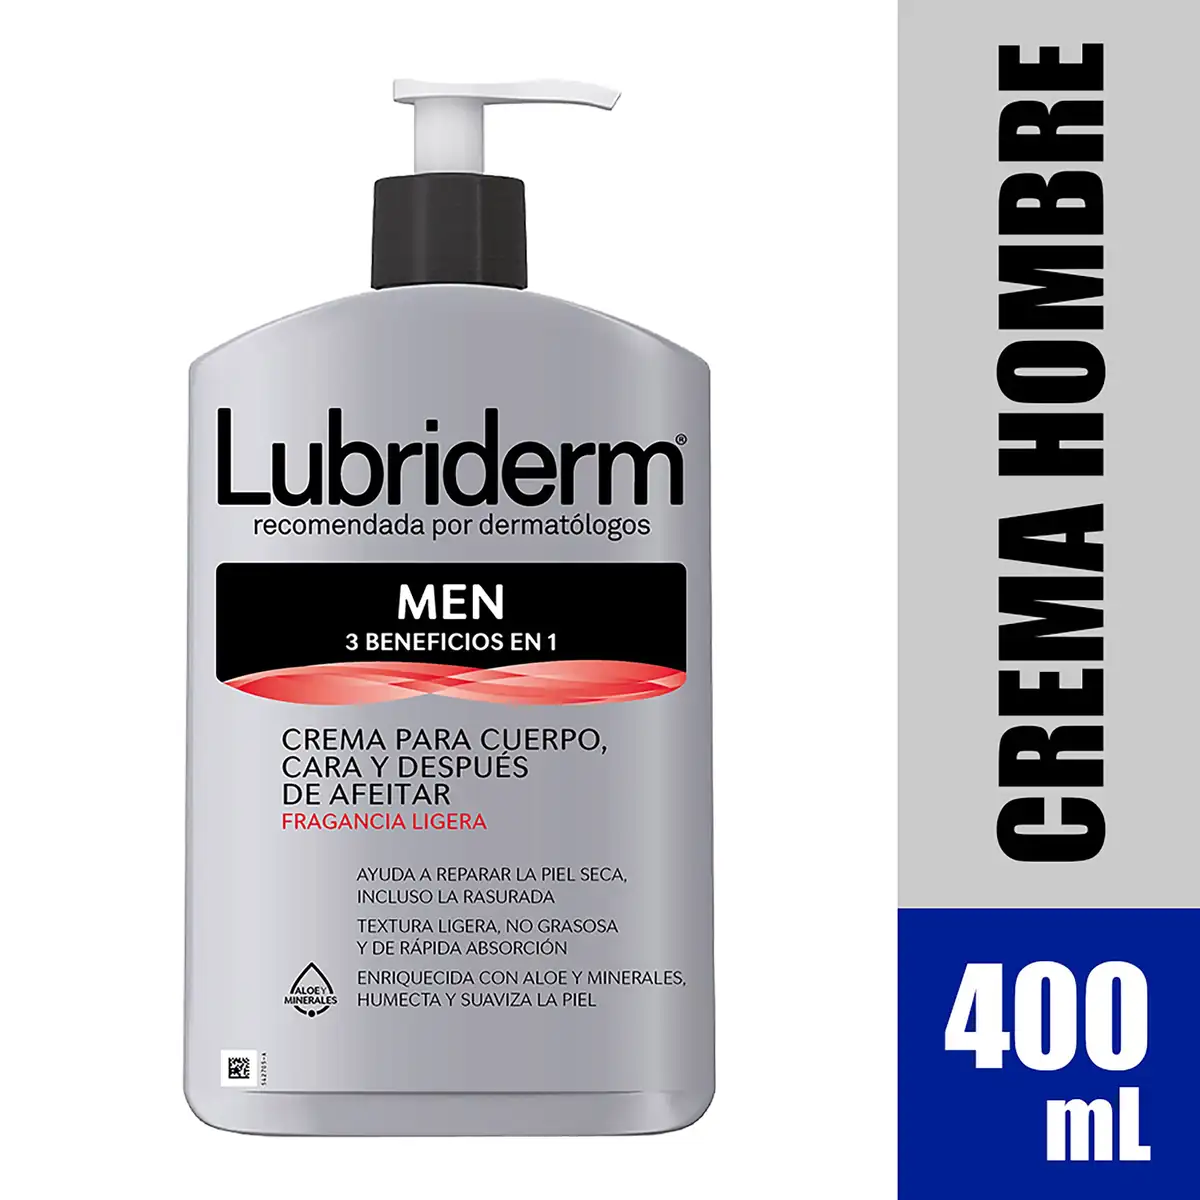 Lubriderm®
recomendada por dermatólogos
MEN
3 BENEFICIOS EN 1
CREMA PARA CUERPO,
CARA Y DESPUÉS
DE AFEITAR
FRAGANCIA LIGERA
AYUDA A REPARAR LA PIEL SECA,
INCLUSO LA RASURADA
TEXTURA LIGERA, NO GRASOSA
Y DE RÁPIDA ABSORCIÓN
ALOE Y
MINERALES
ENRIQUECIDA CON ALOE Y MINERALES,
HUMECTA Y SUAVIZA LA PIEL
542705-A
CREMA HOMBRE
400
mL